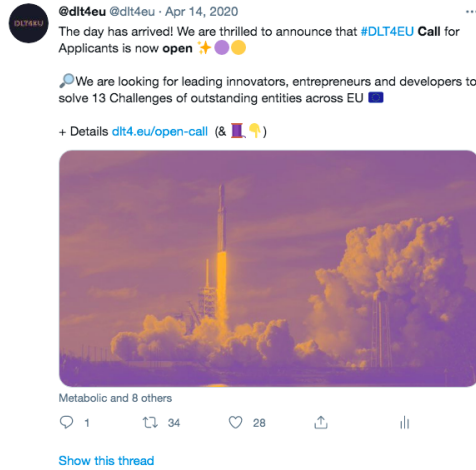 DLT4EU
@dlt4eu @dlt4eu · Apr 14, 2020 ...
The day has arrived! We are thrilled to announce that #DLT4EU Call for
Applicants is now open ✨🟣🟡
🔎We are looking for leading innovators, entrepreneurs and developers to
solve 13 Challenges of outstanding entities across EU 🇪🇺
+ Details dlt4.eu/open-call (& 🧵👇)
Metabolic and 8 others
1 34 28
Show this thread